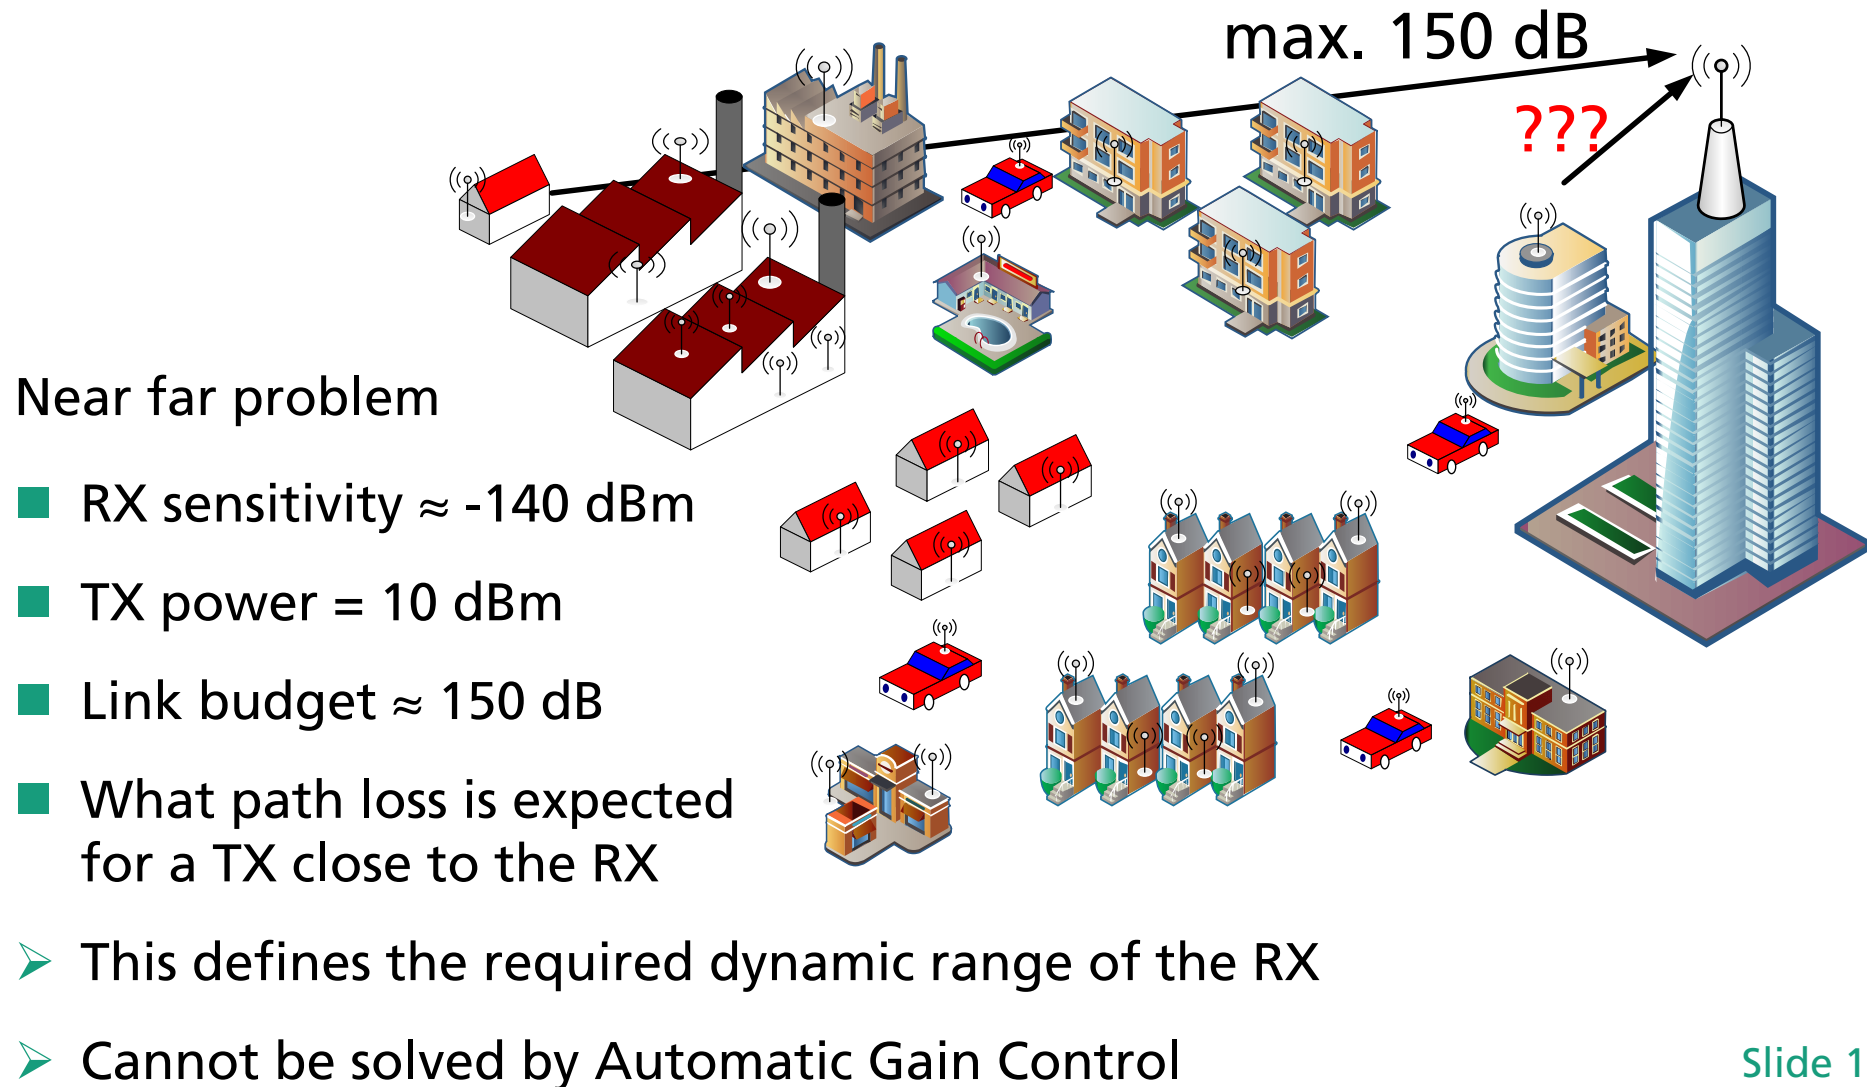 max. 150 dB
???
Near far problem
RX sensitivity ≈ -140 dBm
TX power = 10 dBm
Link budget ≈ 150 dB
What path loss is expected
for a TX close to the RX
This defines the required dynamic range of the RX
Cannot be solved by Automatic Gain Control
Slide 1